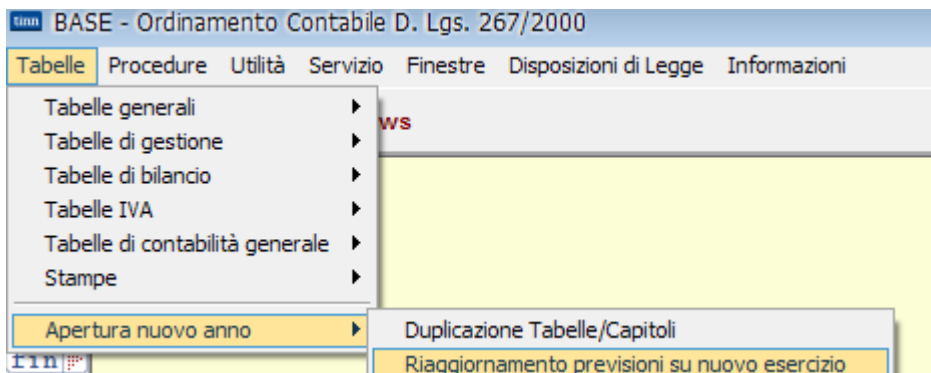 tinn BASE - Ordinamento Contabile D. Lgs. 267/2000
Tabelle Procedure Utilità Servizio Finestre Disposizioni di Legge Informazioni
Tabelle generali
ws
Tabelle di gestione
Tabelle di bilancio
Tabelle IVA
Tabelle di contabilità generale
Stampe
Apertura nuovo anno
Duplicazione Tabelle/Capitoli
fin
Riaggiornamento previsioni su nuovo esercizio